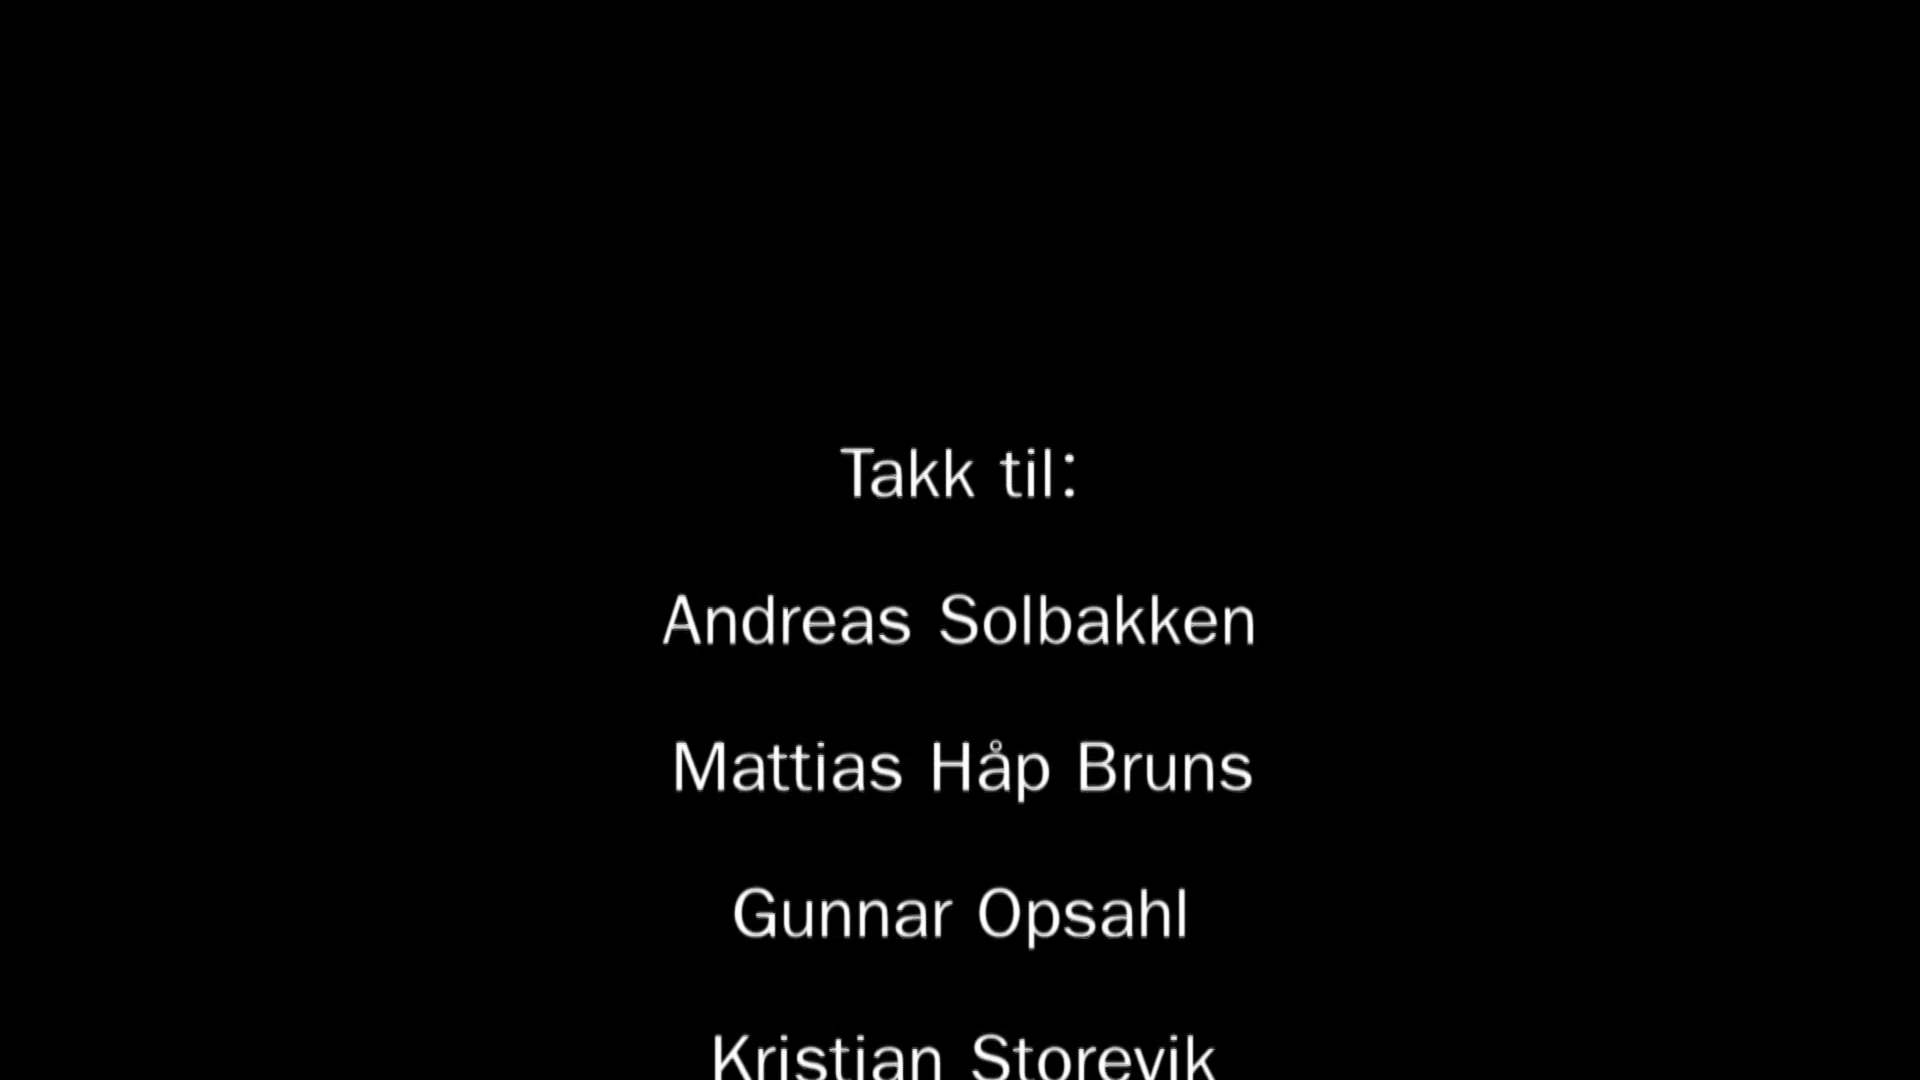 Takk til:
Andreas Solbakken
Mattias Håp Bruns
Gunnar Opsahl
Kristian Storevik